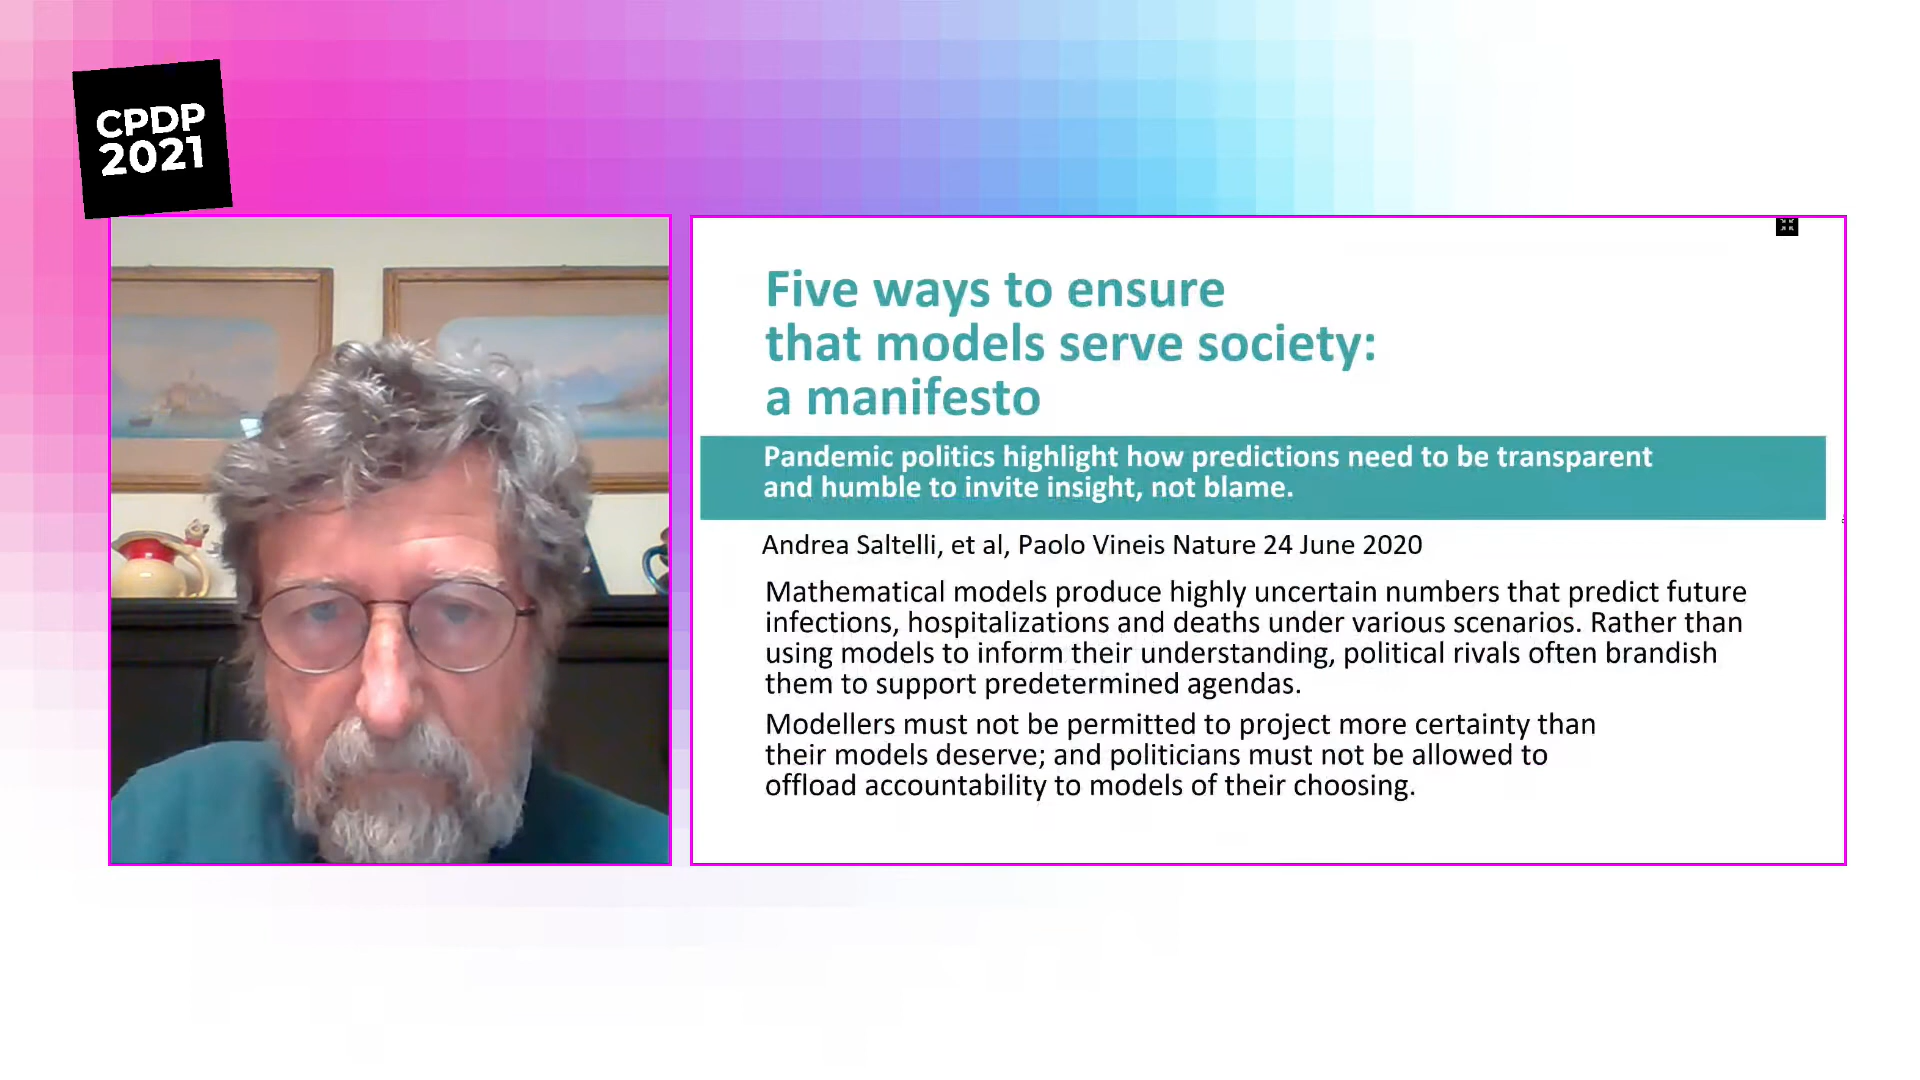 CPDP
2021
Five ways to ensure
that models serve society:
a manifesto
Pandemic politics highlight how predictions need to be transparent
and humble to invite insight, not blame.
Andrea Saltelli, et al, Paolo Vineis Nature 24 June 2020
Mathematical models produce highly uncertain numbers that predict future
infections, hospitalizations and deaths under various scenarios. Rather than
using models to inform their understanding, political rivals often brandish
them to support predetermined agendas.
Modellers must not be permitted to project more certainty than
their models deserve; and politicians must not be allowed to
offload accountability to models of their choosing.